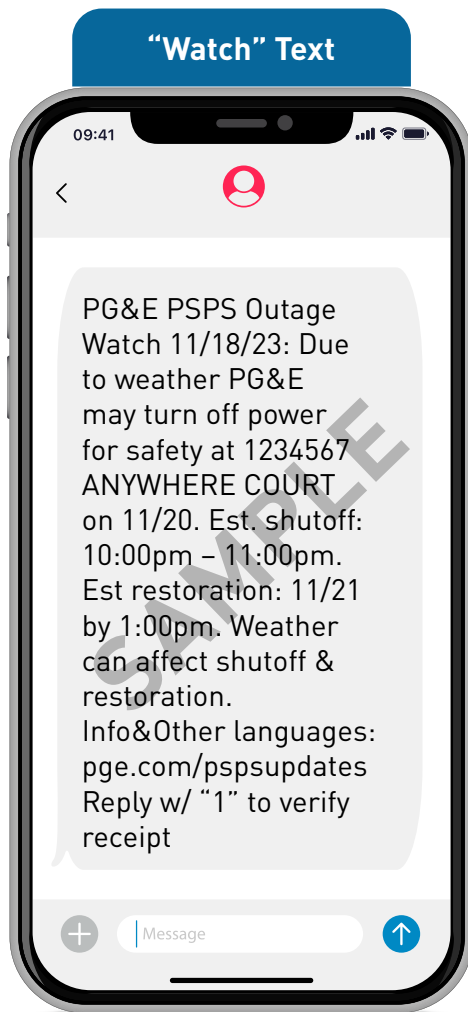 “Watch” Text
09:41
PG&E PSPS Outage
Watch 11/18/23: Due
to weather PG&E
may turn off power
for safety at 1234567
ANYWHERE COURT
on 11/20. Est. shutoff:
10:00pm – 11:00pm.
Est restoration: 11/21
by 1:00pm. Weather
can affect shutoff &
restoration.
Info&Other languages:
pge.com/pspsupdates
Reply w/ “1” to verify
receipt
SAMPLE
Message